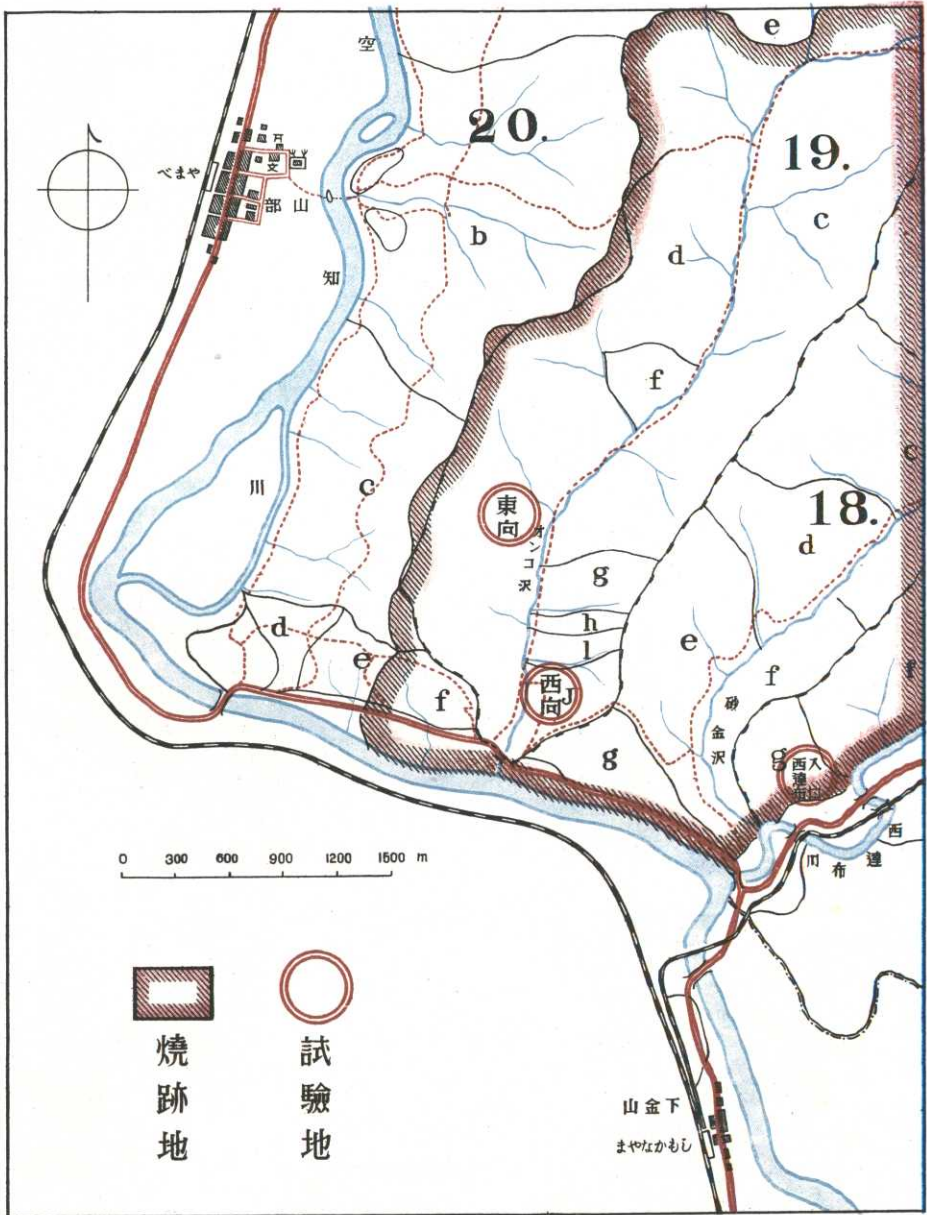 空
知
川
e
20.
19.
c
b
d
べまや
部山
文
f
c
c
東向
オンコ沢
18.
d
g
h
l
e
d
e
f
西向
J
f
f
砂金沢
g
g
西達布
入口
西達布川
0 300 600 900 1200 1500 m
焼跡地
試驗地
山金下
まやなかもし